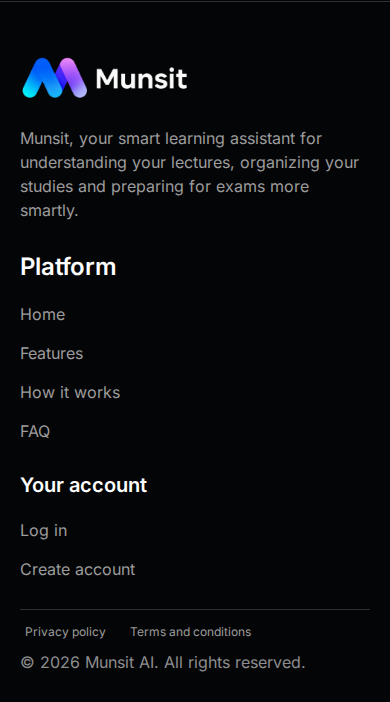 Munsit
Munsit, your smart learning assistant for
understanding your lectures, organizing your
studies and preparing for exams more
smartly.
Platform
Home
Features
How it works
FAQ
Your account
Log in
Create account
Privacy policy Terms and conditions
© 2026 Munsit AI. All rights reserved.